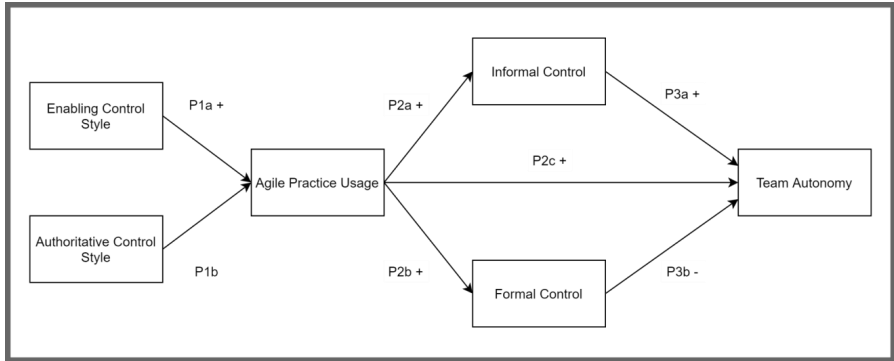 Informal Control
Enabling Control
Style
P1a +
P2a +
P3a +
P2c +
Agile Practice Usage
Team Autonomy
Authoritative Control
Style
P1b
P2b +
P3b -
Formal Control